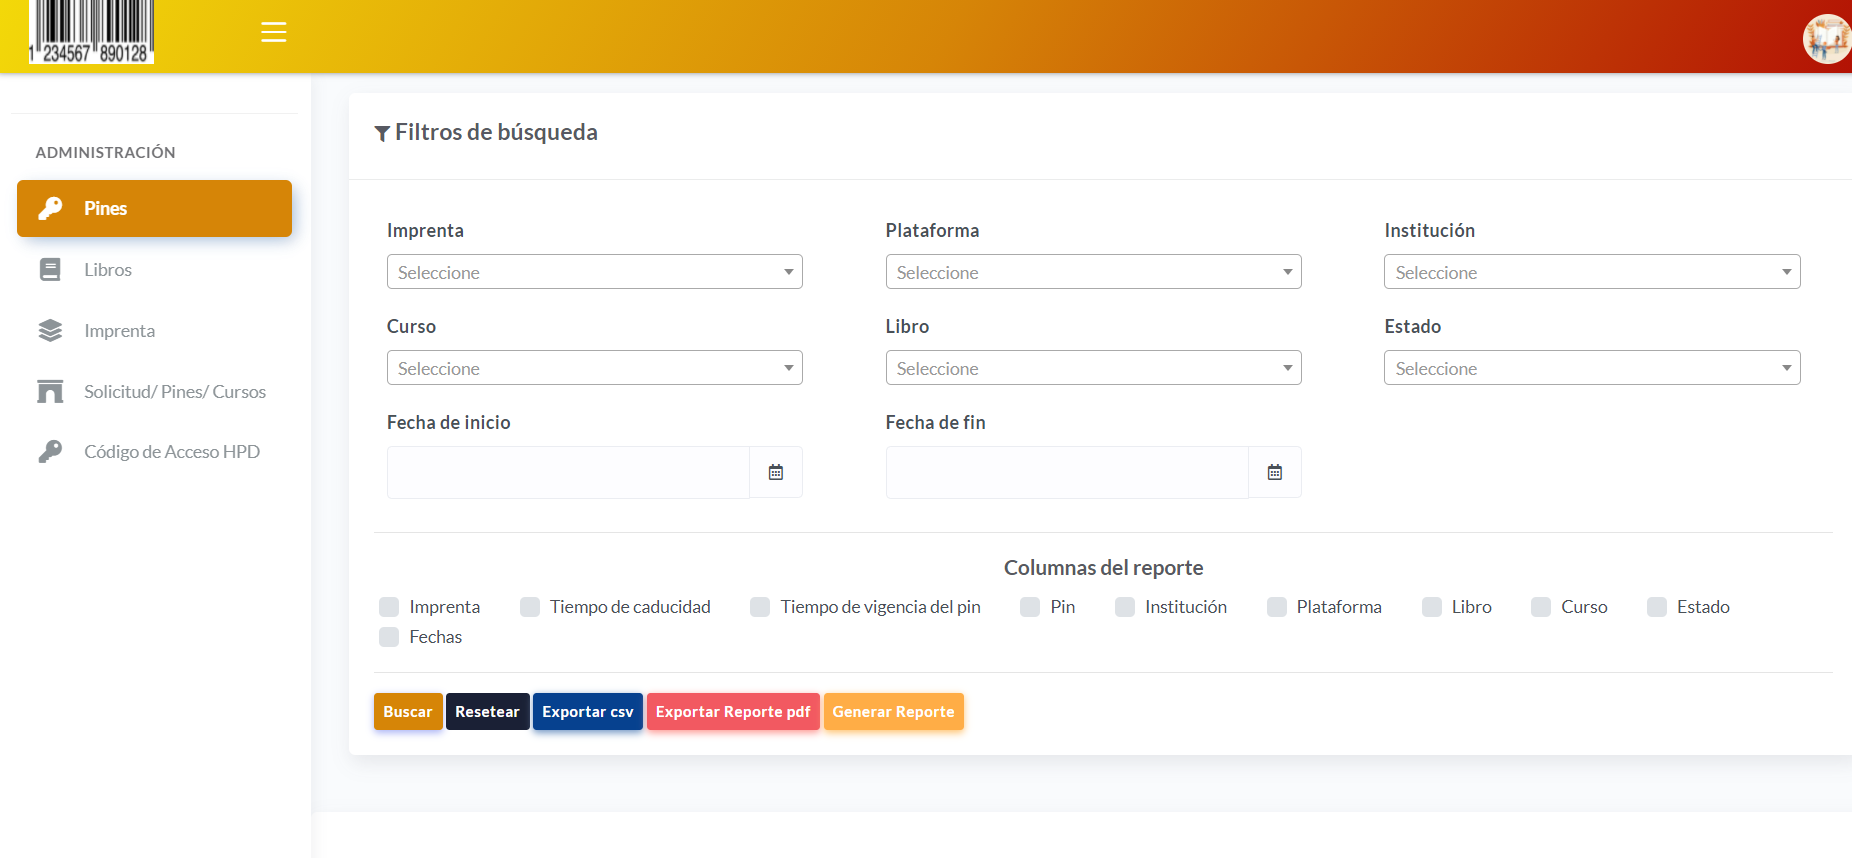 1 234567 890128
ADMINISTRACIÓN
Pines
Libros
Imprenta
Solicitud/ Pines/ Cursos
Código de Acceso HPD
Filtros de búsqueda
Imprenta Plataforma Institución
Seleccione Seleccione Seleccione
Curso Libro Estado
Seleccione Seleccione Seleccione
Fecha de inicio Fecha de fin
Columnas del reporte
Imprenta Tiempo de caducidad Tiempo de vigencia del pin Pin Institución Plataforma Libro Curso Estado
Fechas
Buscar Resetear Exportar csv Exportar Reporte pdf Generar Reporte